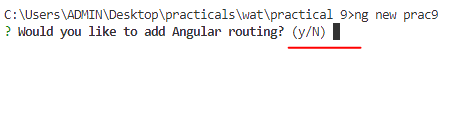 C:\Users\ADMIN\Desktop\practicals\wat\practical 9>ng new prac9
? Would you like to add Angular routing? (y/N)